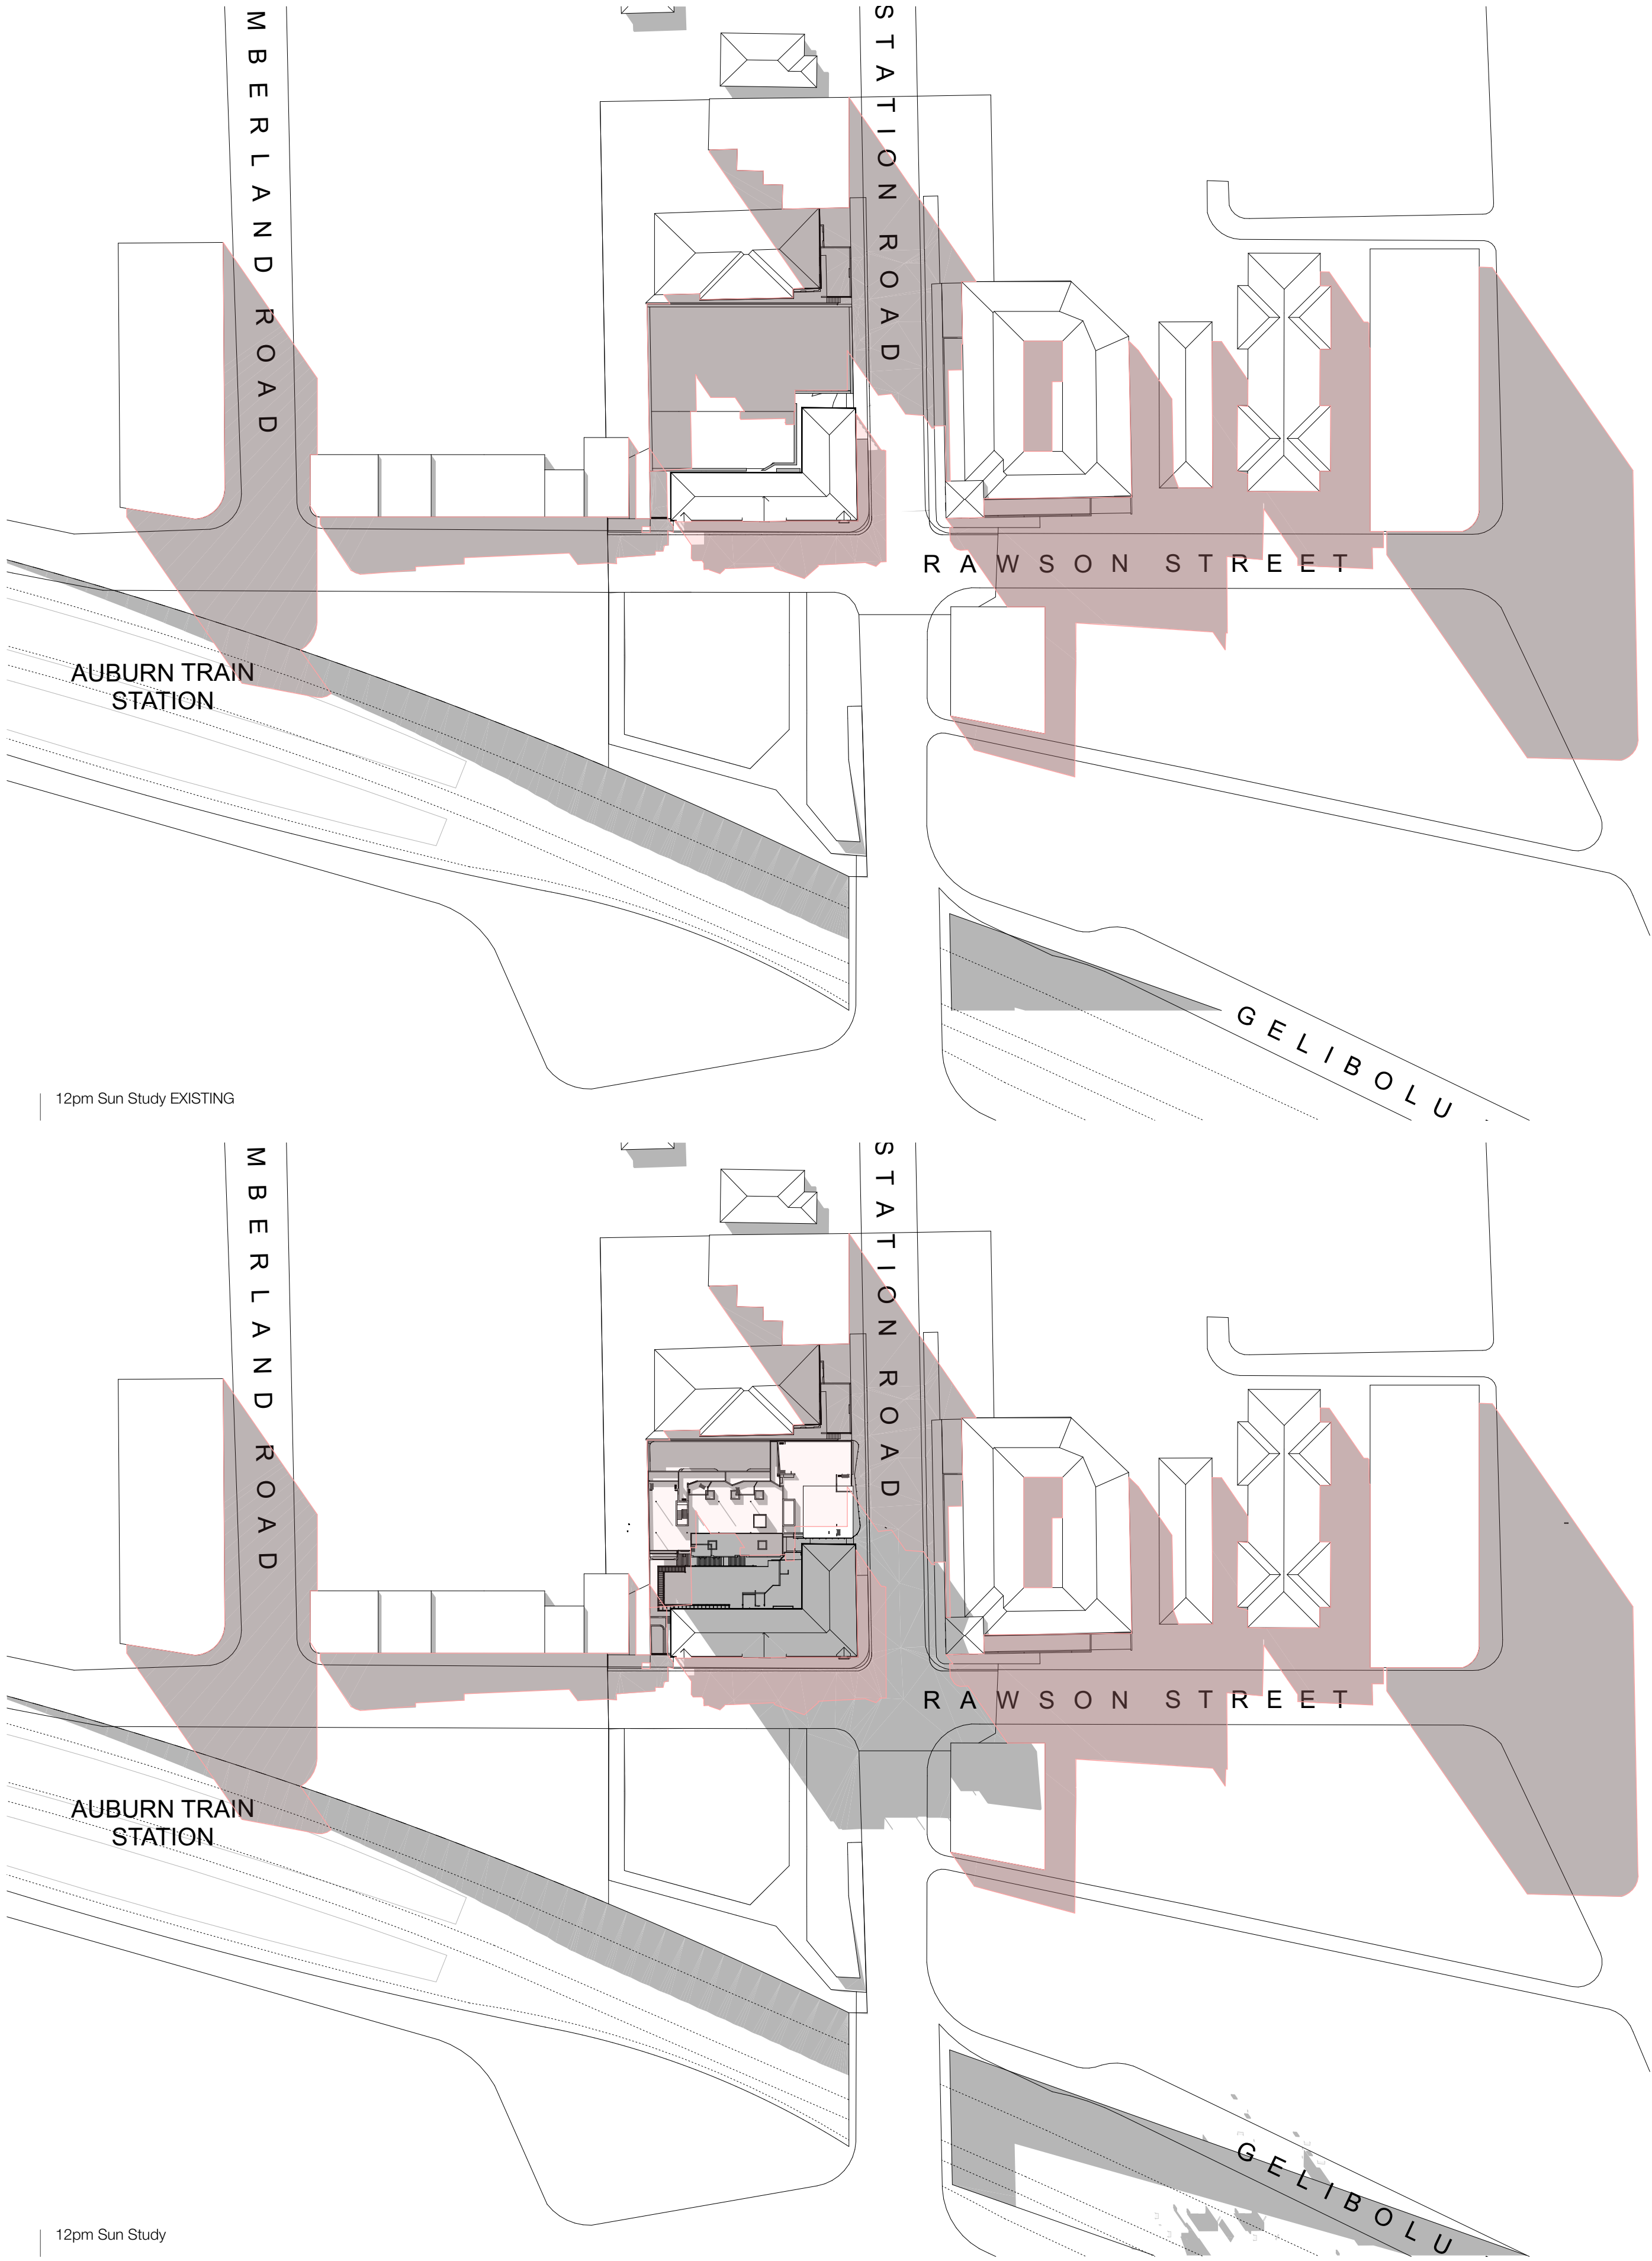 MBERLAND ROAD
STATION ROAD
RAWSON STREET
AUBURN TRAIN
STATION
GELIBOLU
12pm Sun Study EXISTING
MBERLAND ROAD
STATION ROAD
RAWSON STREET
AUBURN TRAIN
STATION
GELIBOLU
12pm Sun Study